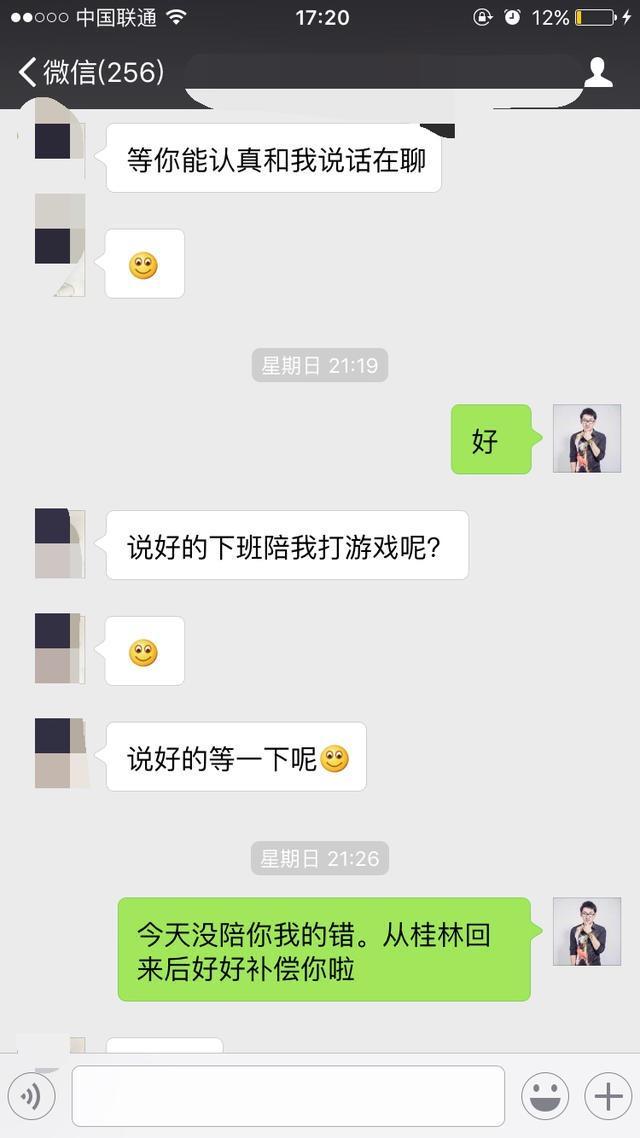 中国联通 17:20 12%
微信(256)
等你能认真和我说话在聊
星期日 21:19
好
说好的下班陪我打游戏呢?
说好的等一下呢
星期日 21:26
今天没陪你我的错。从桂林回
来后好好补偿你啦